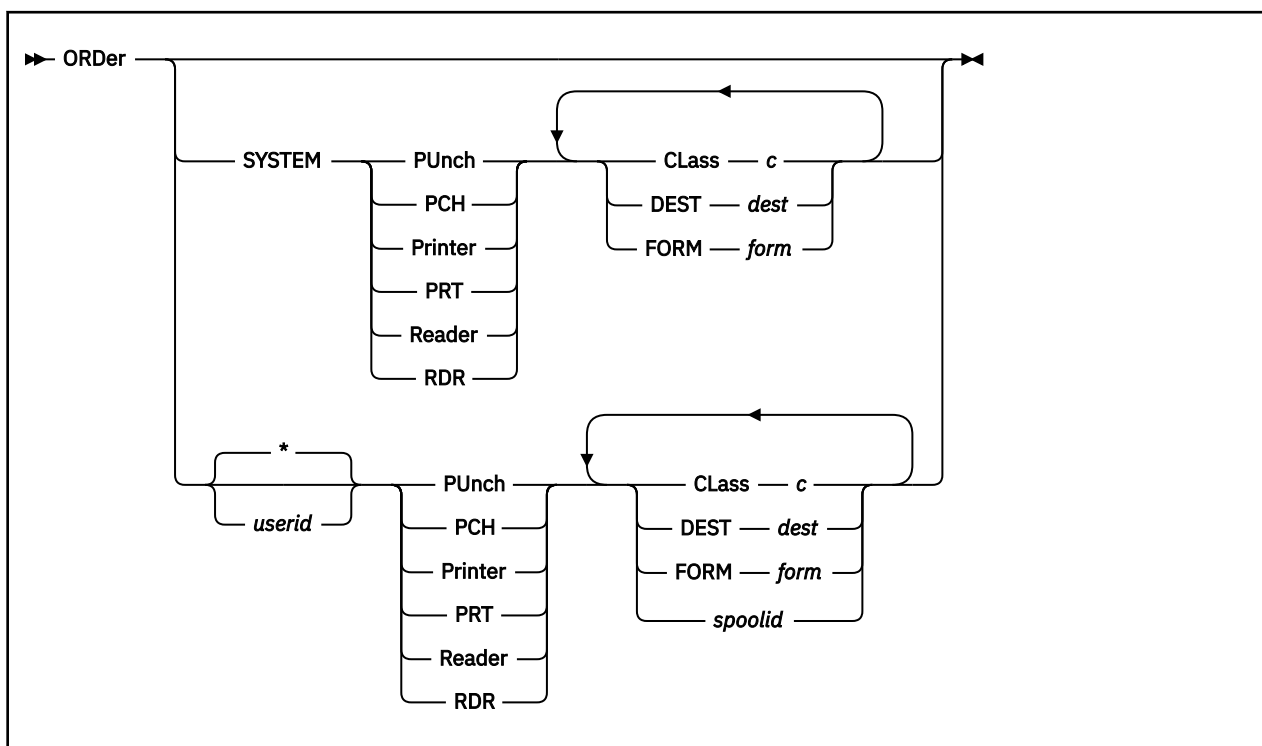 ORDer
SYSTEM PUnch CLass c
PCH DEST dest
Printer FORM form
PRT
Reader
RDR
*
PUnch CLass c
userid PCH DEST dest
Printer FORM form
PRT spoolid
Reader
RDR